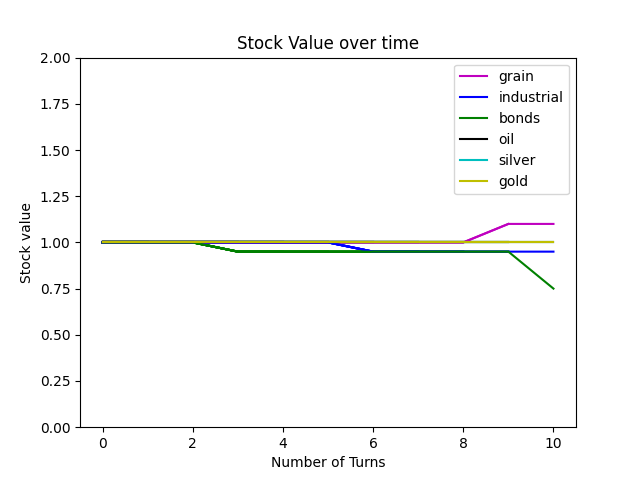 Stock Value over time
2.00
1.75
1.50
1.25
1.00
0.75
0.50
0.25
0.00
Stock value
grain
industrial
bonds
oil
silver
gold
0 2 4 6 8 10
Number of Turns